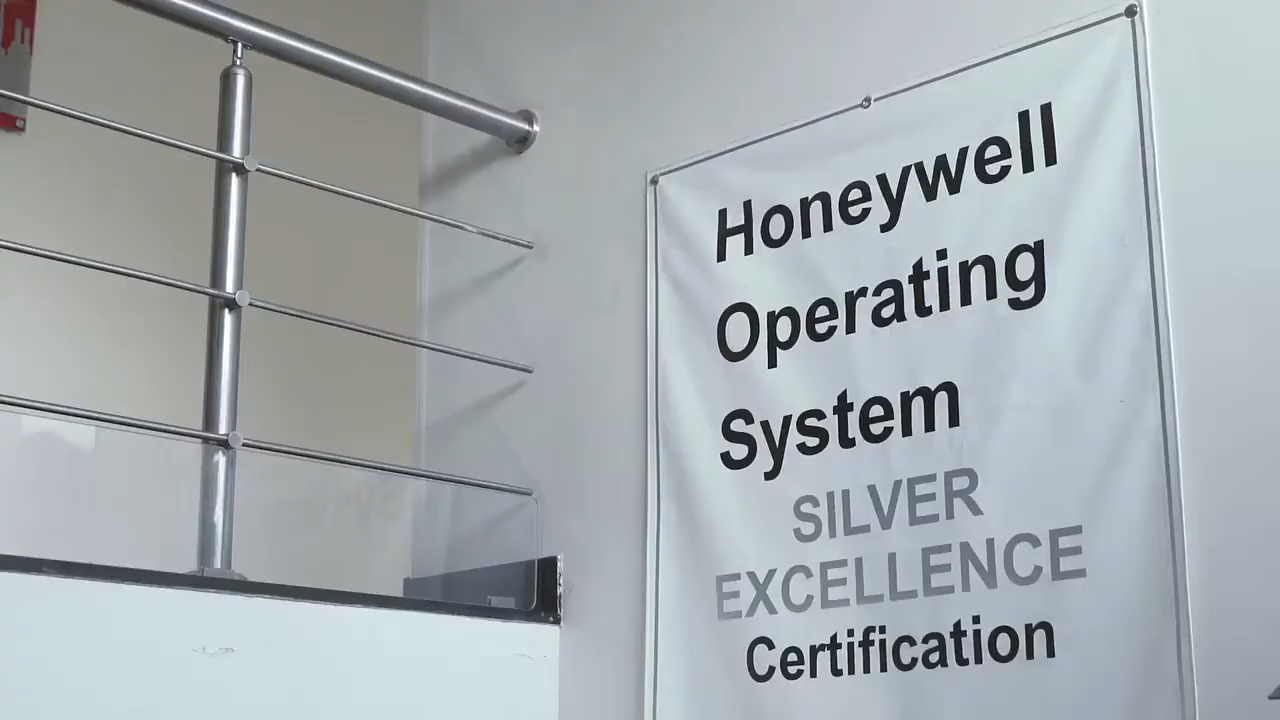 Honeywell
Operating
System
SILVER
EXCELLENCE
Certification